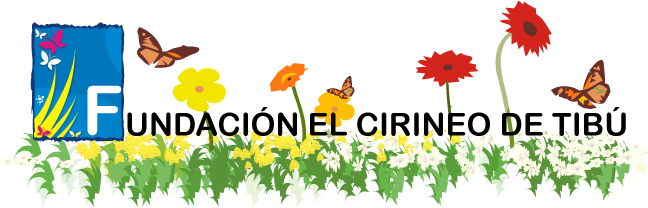 FUNDACIÓN EL CIRINEO DE TIBÚ